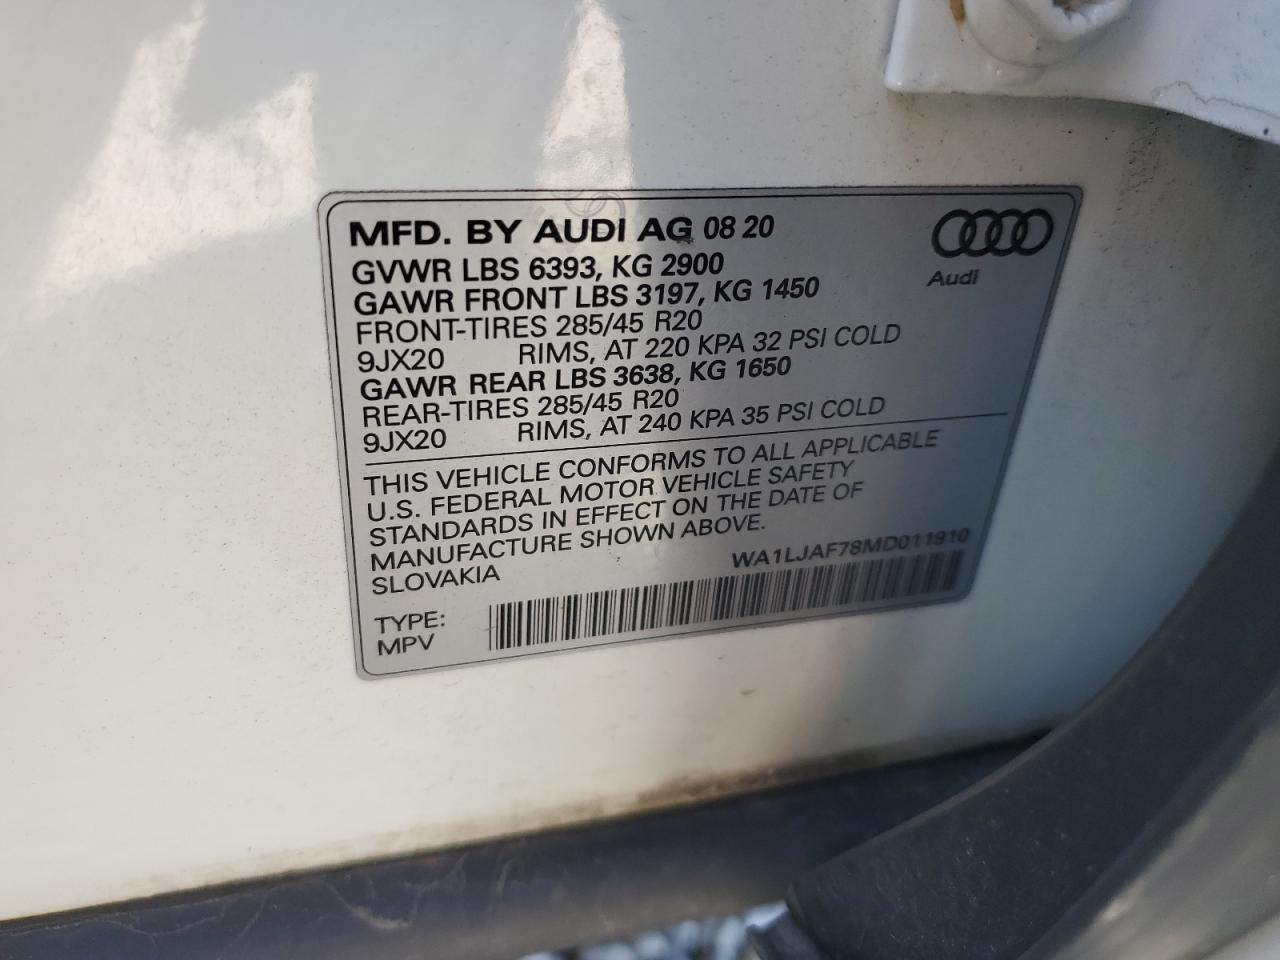 MFD. BY AUDI AG 08 20
Audi
GVWR LBS 6393, KG 2900
GAWR FRONT LBS 3197, KG 1450
FRONT-TIRES 285/45 R20
9JX20 RIMS, AT 220 KPA 32 PSI COLD
GAWR REAR LBS 3638, KG 1650
REAR-TIRES 285/45 R20
9JX20 RIMS, AT 240 KPA 35 PSI COLD
THIS VEHICLE CONFORMS TO ALL APPLICABLE
U.S. FEDERAL MOTOR VEHICLE SAFETY
STANDARDS IN EFFECT ON THE DATE OF
MANUFACTURE SHOWN ABOVE.
SLOVAKIA
WA1LJAF78MD011910
TYPE:
MPV